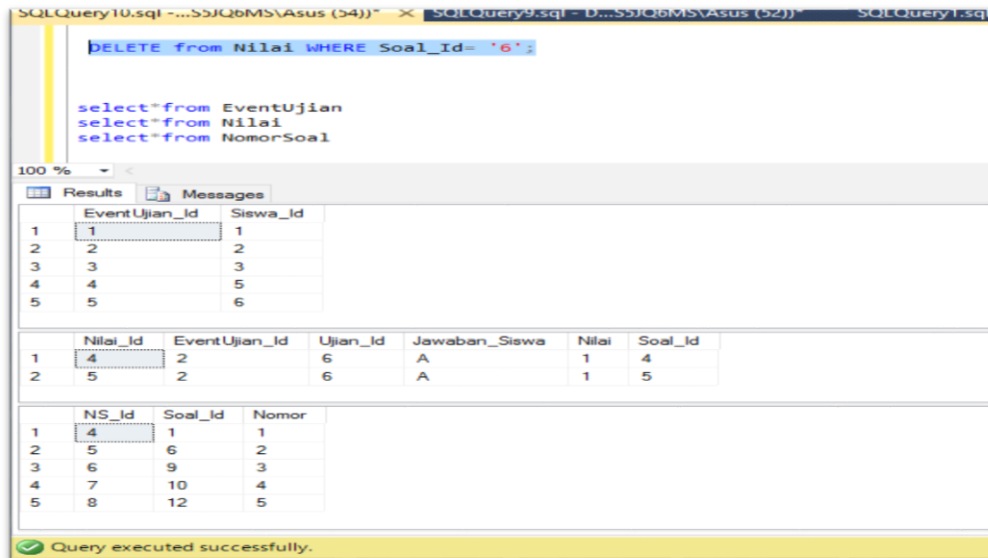 SQLQuery10.sql -...S5JQ6MS\Asus (54))* × SQLQuery9.sql - D...S5JQ6MS\Asus (52))* SQLQuery1.sq
DELETE from Nilai WHERE Soal_Id= '6';
select*from EventUjian
select*from Nilai
select*from NomorSoal
100 %
Results Messages
EventUjian_Id Siswa_Id
1 1 1
2 2 2
3 3 3
4 4 5
5 5 6
Nilai_Id EventUjian_Id Ujian_Id Jawaban_Siswa Nilai Soal_Id
1 4 2 6 A 1 4
2 5 2 6 A 1 5
NS_Id Soal_Id Nomor
1 4 1 1
2 5 6 2
3 6 9 3
4 7 10 4
5 8 12 5
Query executed successfully.